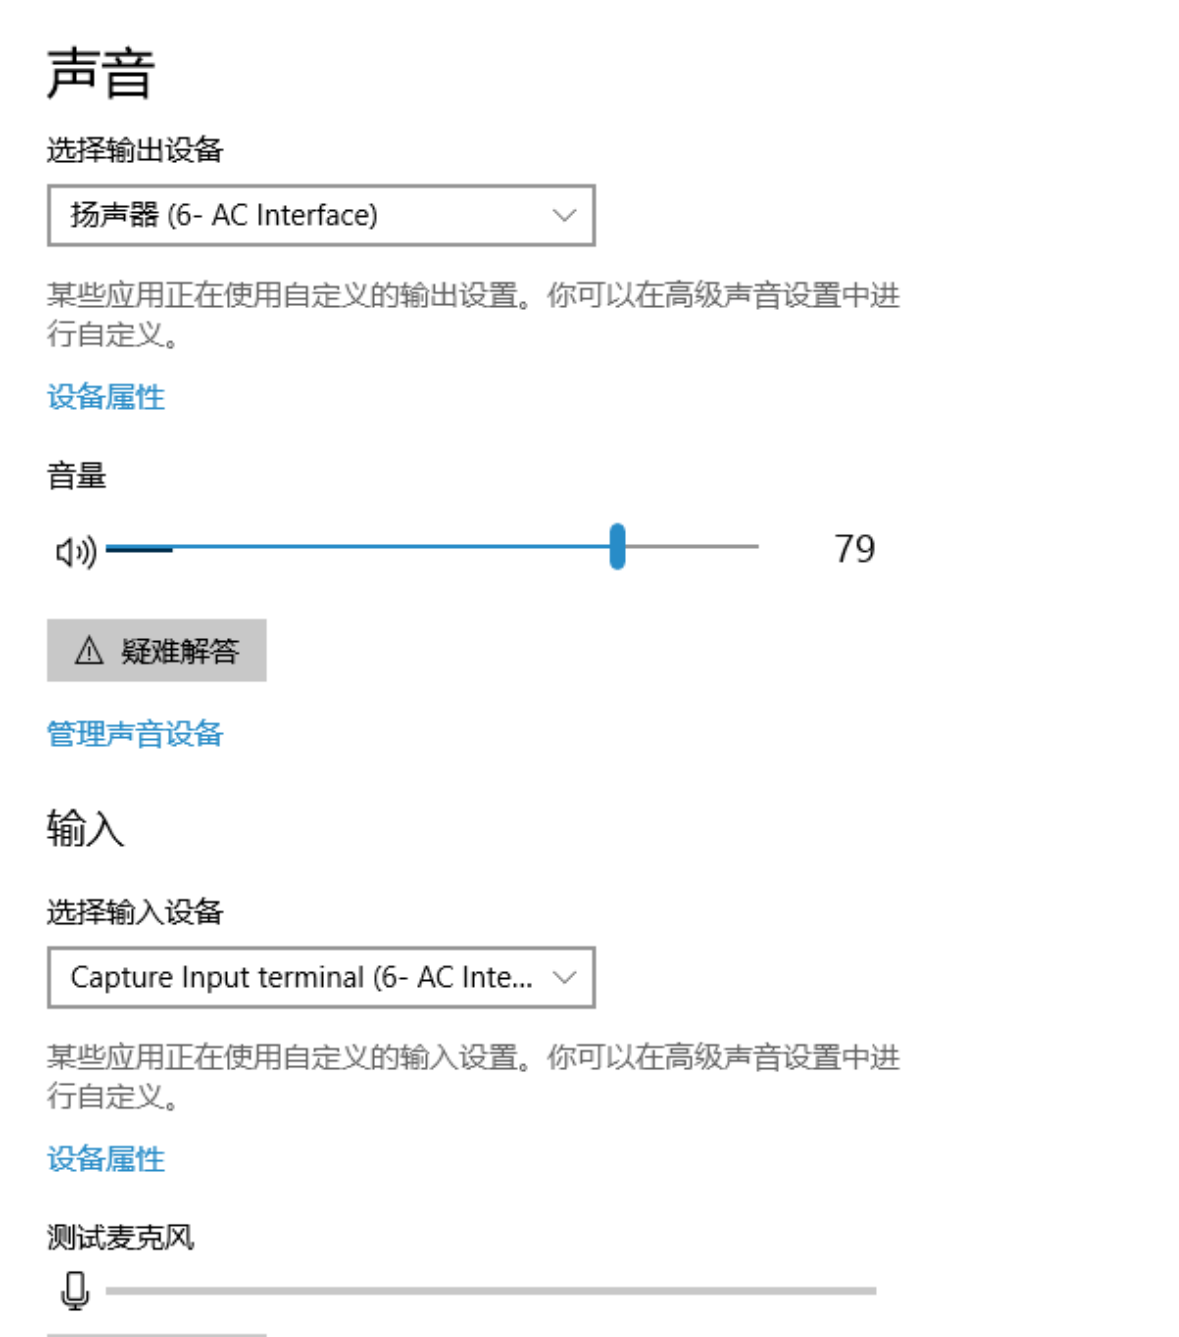 声音
选择输出设备
扬声器 (6- AC Interface)
某些应用正在使用自定义的输出设置。你可以在高级声音设置中进
行自定义。
设备属性
音量
79
疑难解答
管理声音设备
输入
选择输入设备
Capture Input terminal (6- AC Inte...
某些应用正在使用自定义的输入设置。你可以在高级声音设置中进
行自定义。
设备属性
测试麦克风